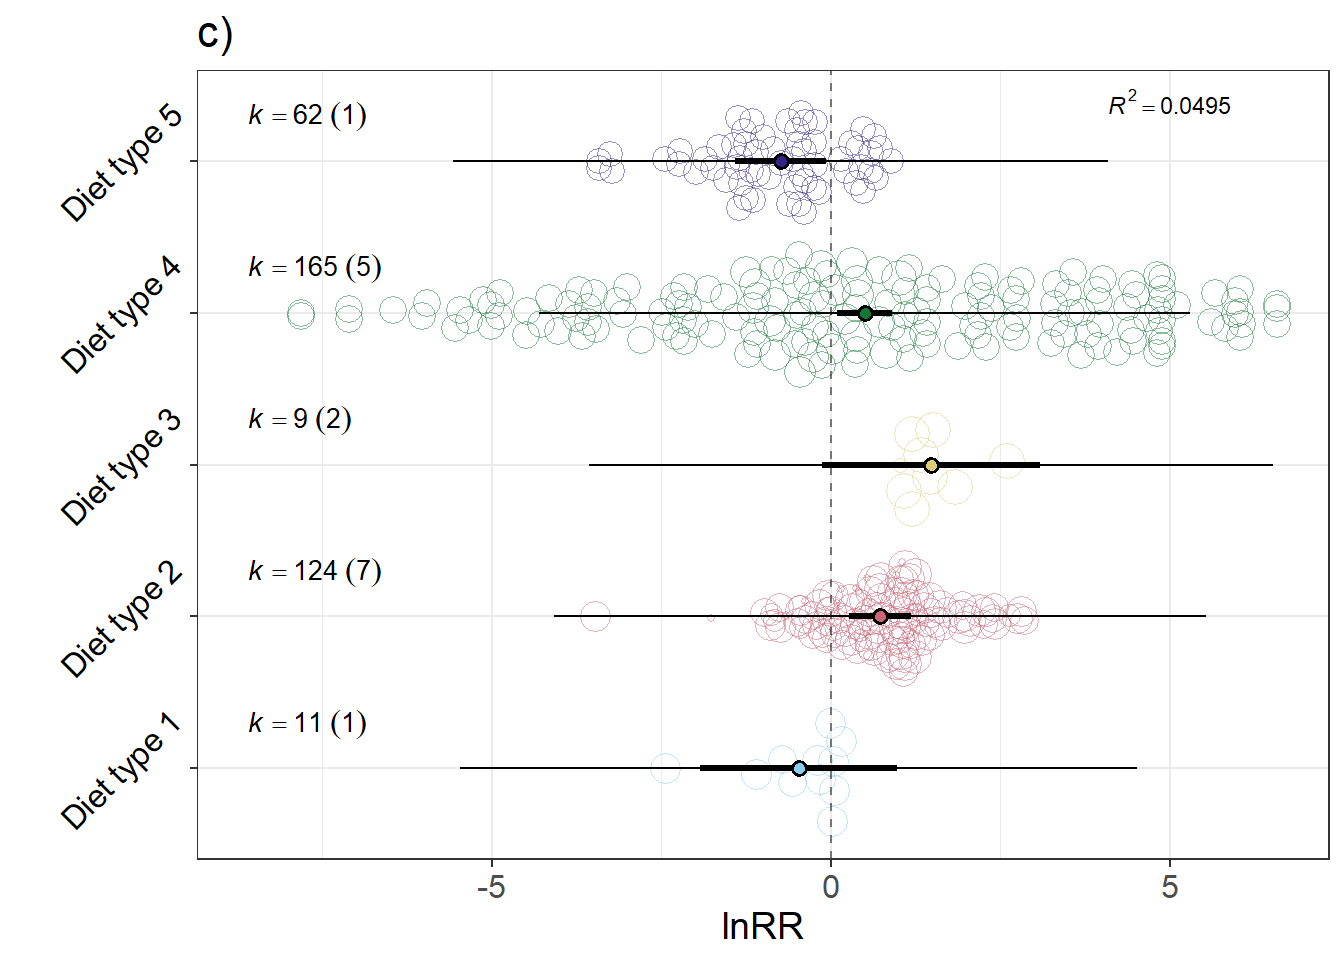 c)
Diet type 5
k = 62 (1)
R² = 0.0495
Diet type 4
k = 165 (5)
Diet type 3
k = 9 (2)
Diet type 2
k = 124 (7)
Diet type 1
k = 11 (1)
-5 0 5
lnRR